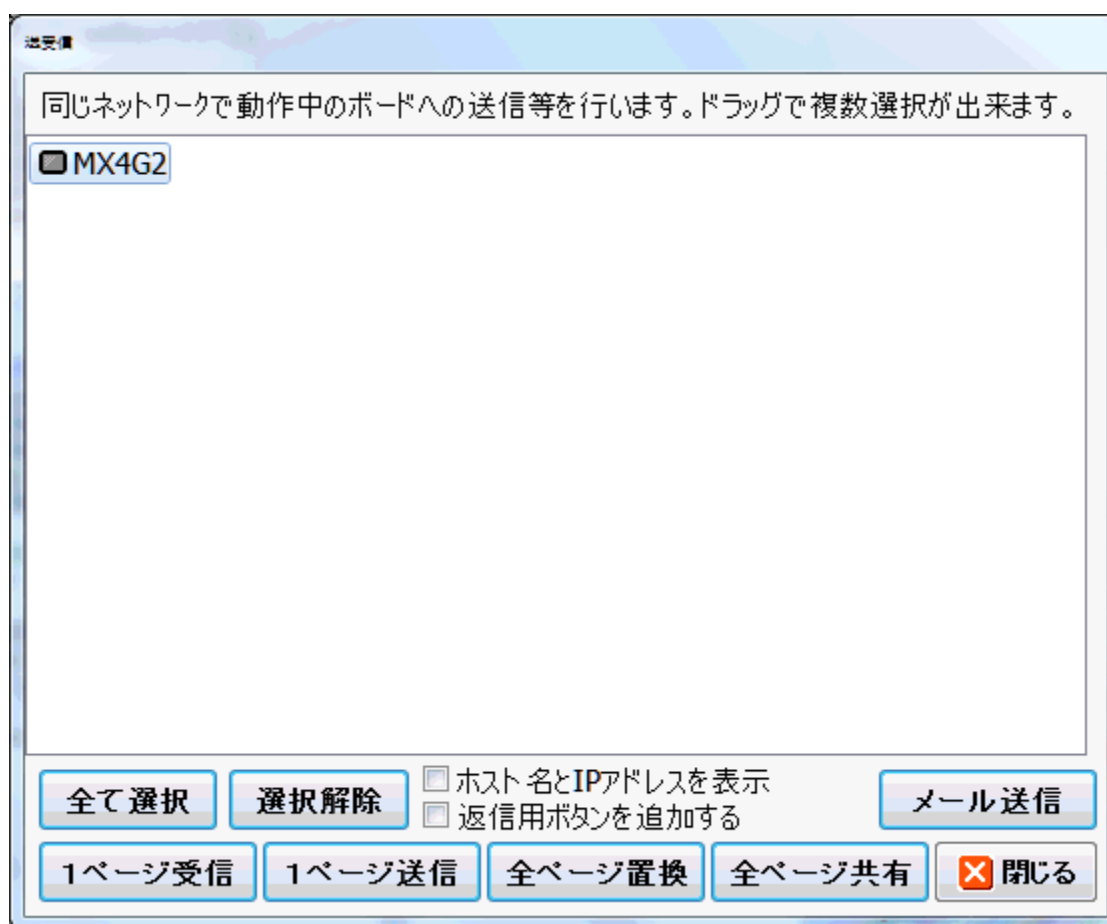 送受信
同じネットワークで動作中のボードへの送信等を行います。ドラッグで複数選択が出来ます。
MX4G2
全て選択
選択解除
ホスト名とIPアドレスを表示
返信用ボタンを追加する
メール送信
1ページ受信
1ページ送信
全ページ置換
全ページ共有
閉じる